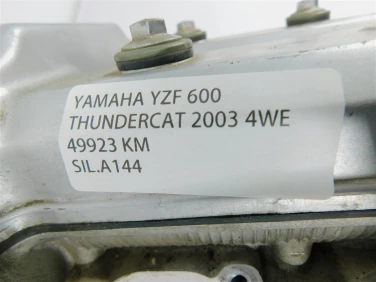 YAMAHA YZF 600
THUNDERCAT 2003 4WE
49923 KM
SIL.A144